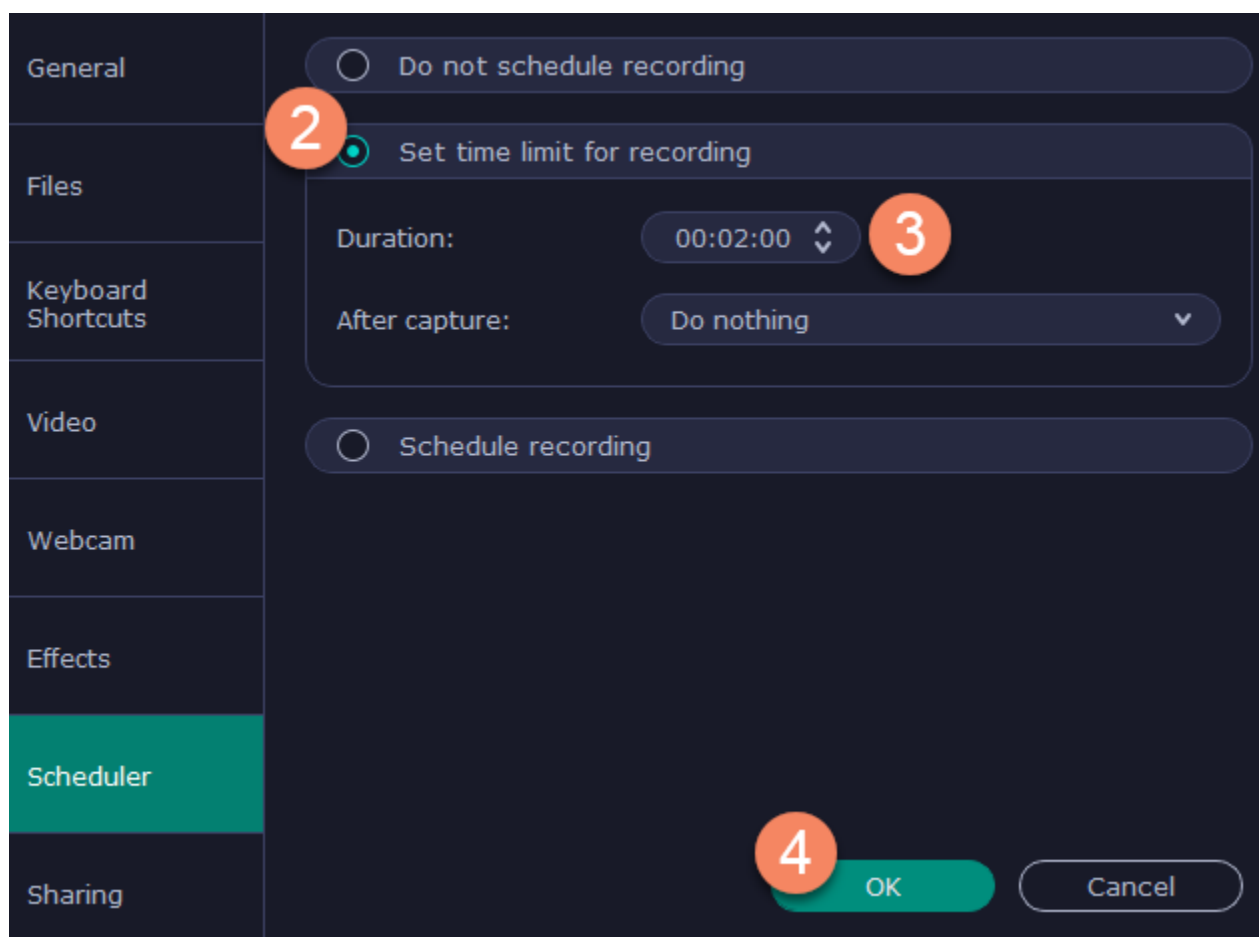 General
Files
Keyboard
Shortcuts
Video
Webcam
Effects
Scheduler
Sharing
Do not schedule recording
2
Set time limit for recording
Duration:
00:02:00
3
After capture:
Do nothing
Schedule recording
4
OK
Cancel